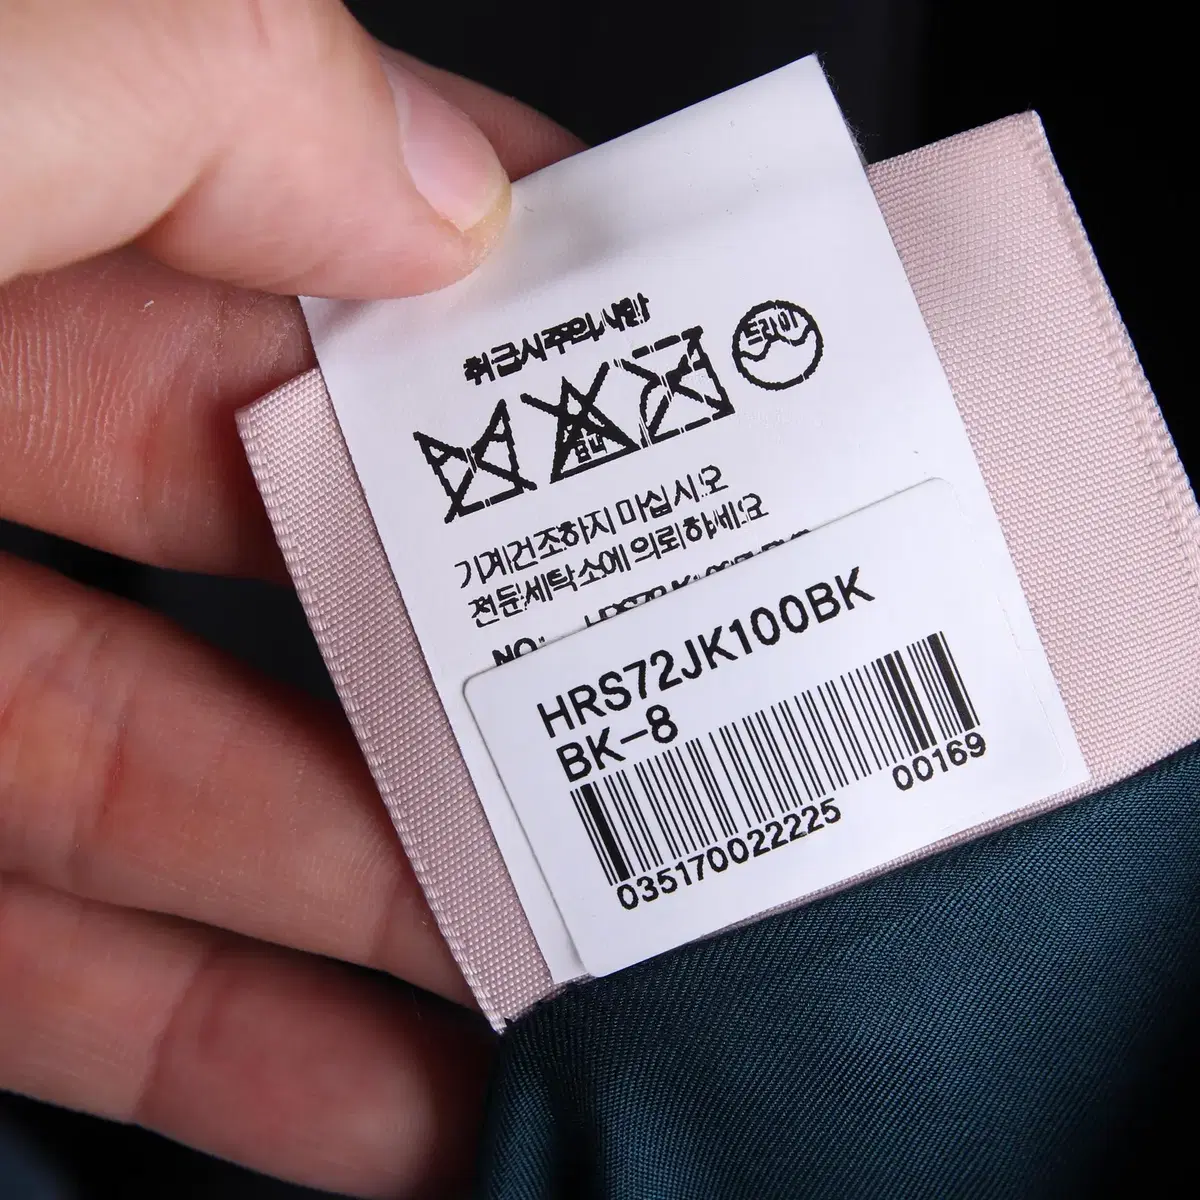 취급시주의사항
드라이
기계건조하지 마십시오
전문세탁소에 의뢰하세요
NO:
HRS72JK100BK
BK-8
00169
035170022225